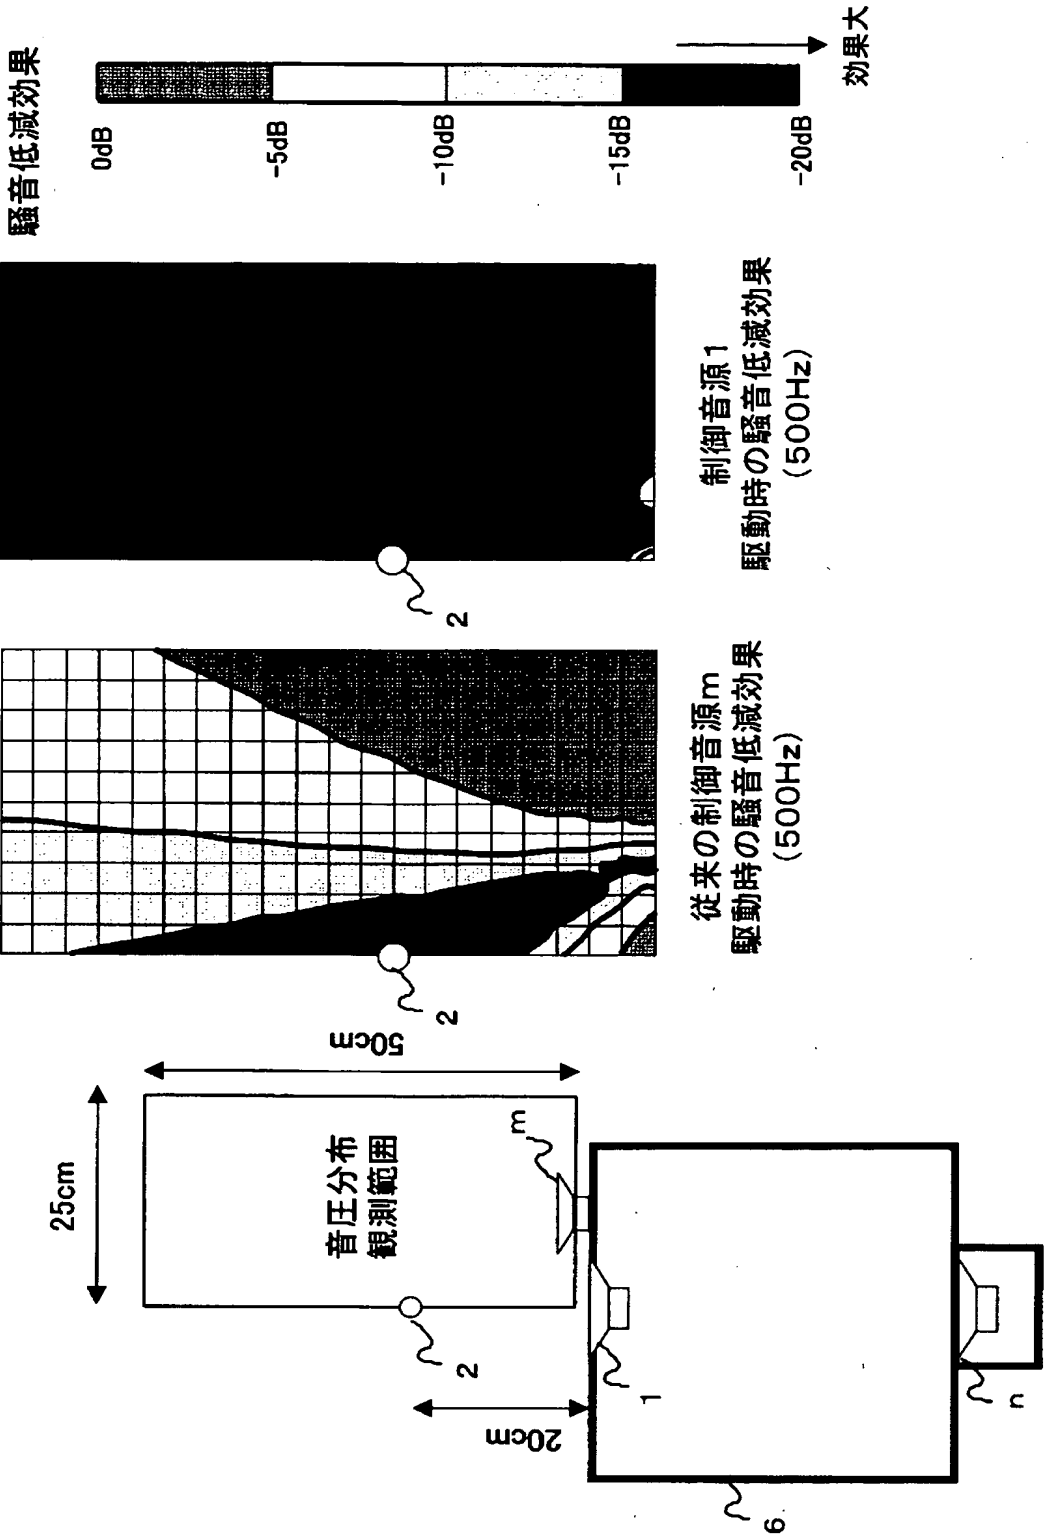 25cm
50cm
音圧分布
観測範囲
m
2
20cm
1
n
6
2
従来の制御音源m
駆動時の騒音低減効果
(500Hz)
2
制御音源1
駆動時の騒音低減効果
(500Hz)
騒音低減効果
0dB
-5dB
-10dB
-15dB
-20dB
効果大